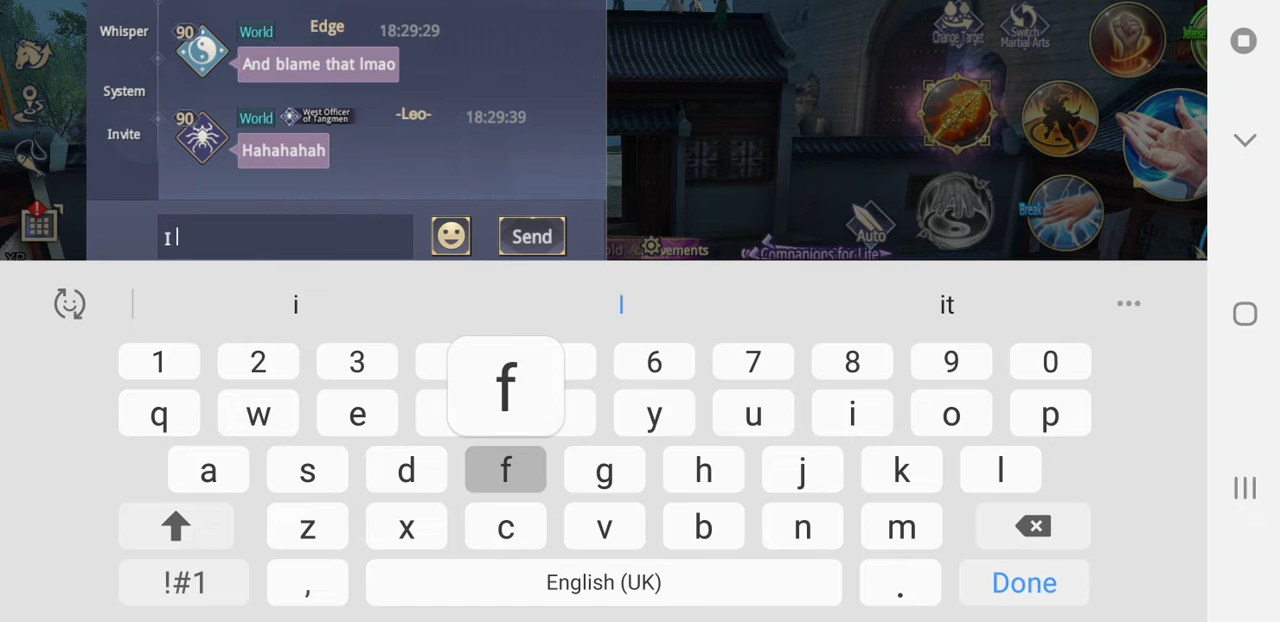 Whisper
System
Invite
90 World Edge 18:29:29
And blame that lmao
90 World West Officer of Tangmen -Leo- 18:29:39
Hahahahah
I
Send
Change Target
Switch Martial Arts
Break
Auto
Companions for Life
i I it
1 2 3 6 7 8 9 0
f
q w e y u i o p
a s d f g h j k l
z x c v b n m
!#1 , English (UK) . Done